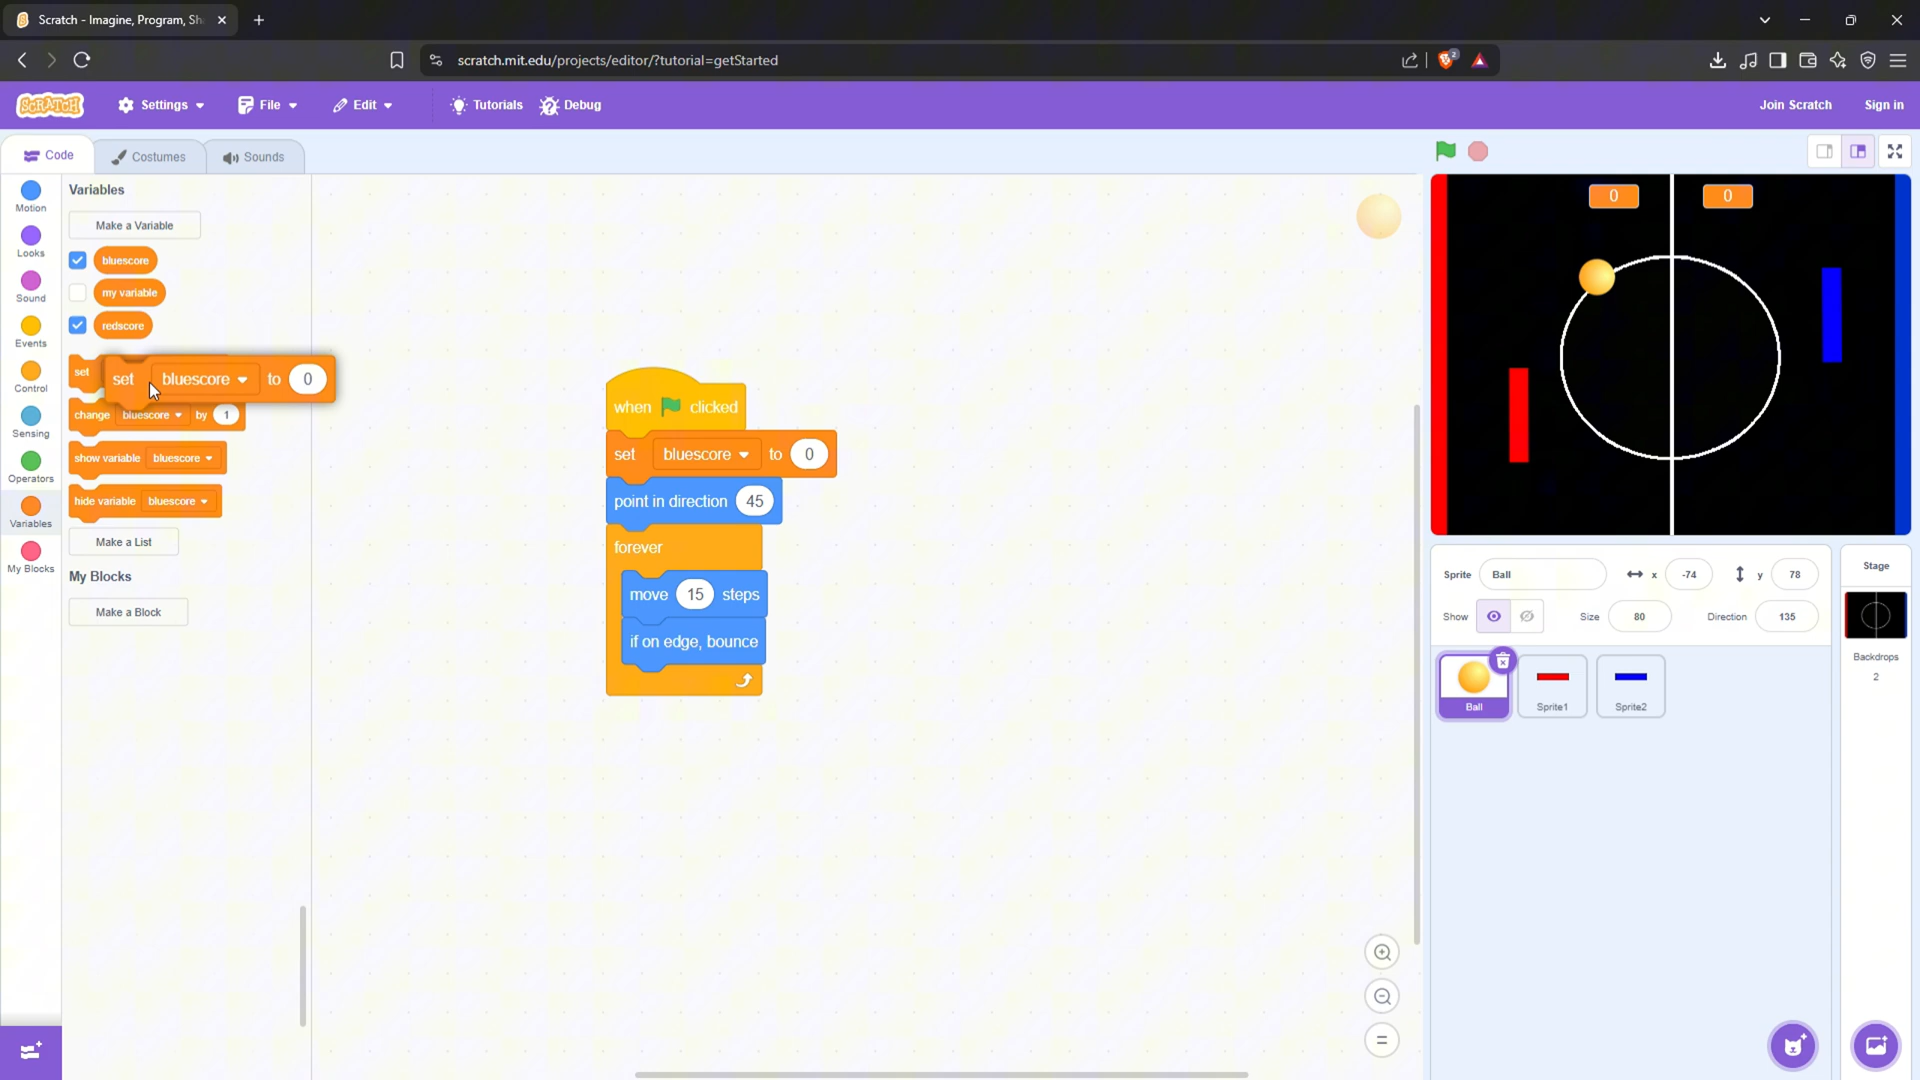 Scratch - Imagine, Program, Sh
scratch.mit.edu/projects/editor/?tutorial=getStarted
2
SCRATCH
Settings
File
Edit
Tutorials
Debug
Join Scratch
Sign in
Code
Costumes
Sounds
Motion
Looks
Sound
Events
Control
Sensing
Operators
Variables
My Blocks
Variables
Make a Variable
bluescore
my variable
redscore
set
set bluescore to 0
change bluescore by 1
show variable bluescore
hide variable bluescore
Make a List
My Blocks
Make a Block
when clicked
set bluescore to 0
point in direction 45
forever
move 15 steps
if on edge, bounce
0
0
Sprite Ball x -74 y 78
Show Size 80 Direction 135
Ball
Sprite1
Sprite2
Stage
Backdrops
2